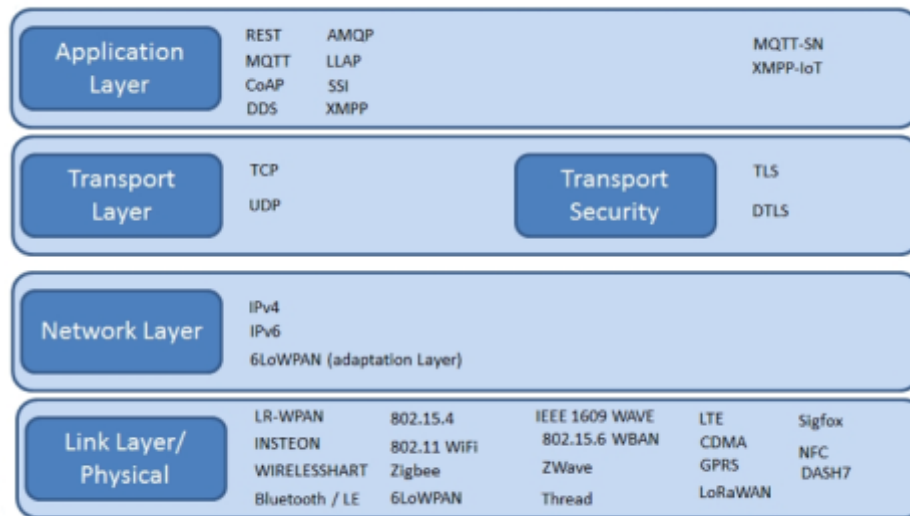 Application
Layer
REST AMQP
MQTT LLAP
CoAP SSI
DDS XMPP
MQTT-SN
XMPP-IoT
Transport
Layer
TCP
UDP
Transport
Security
TLS
DTLS
Network Layer
IPv4
IPv6
6LoWPAN (adaptation Layer)
Link Layer/
Physical
LR-WPAN
INSTEON
WIRELESSHART
Bluetooth / LE
802.15.4
802.11 WiFi
Zigbee
6LoWPAN
IEEE 1609 WAVE
802.15.6 WBAN
ZWave
Thread
LTE
CDMA
GPRS
LoRaWAN
Sigfox
NFC
DASH7